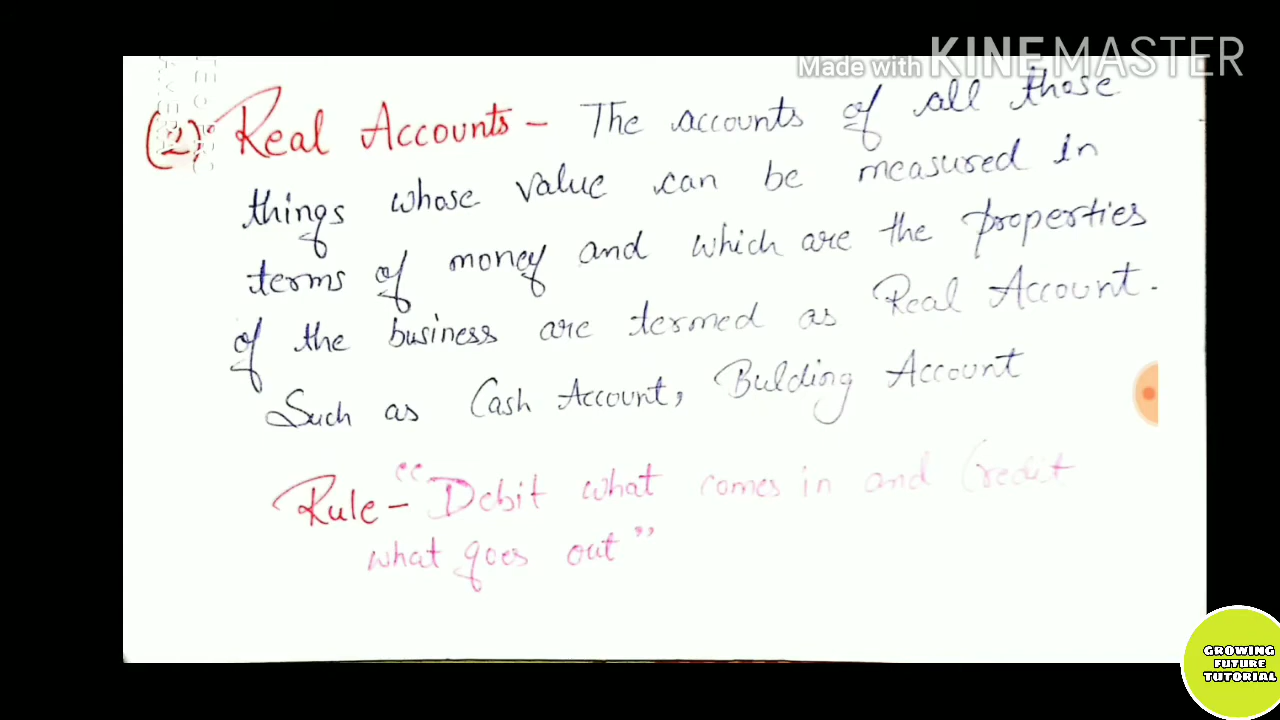 Made with KINEMASTER
(2) Real Accounts - The accounts of all those
things whose value can be measured in
terms of money and which are the properties
of the business are termed as Real Account.
Such as Cash Account, Bulding Account
Rule - "Debit what comes in and Credit
what goes out"
GROWING
FUTURE
TUTORIAL